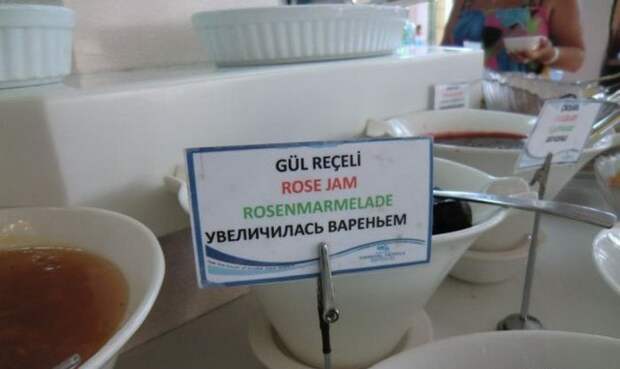 GÜL REÇELİ
ROSE JAM
ROSENMARMELADE
УВЕЛИЧИЛАСЬ ВАРЕНЬЕМ